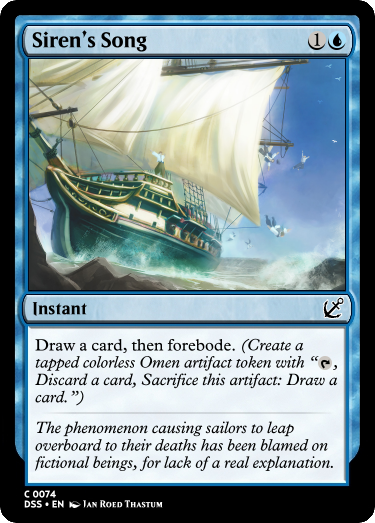 Siren's Song 1
Instant
Draw a card, then forebode. (Create a
tapped colorless Omen artifact token with “,
Discard a card, Sacrifice this artifact: Draw a
card.”)
The phenomenon causing sailors to leap
overboard to their deaths has been blamed on
fictional beings, for lack of a real explanation.
C 0074
DSS • EN Jan Roed Thastum